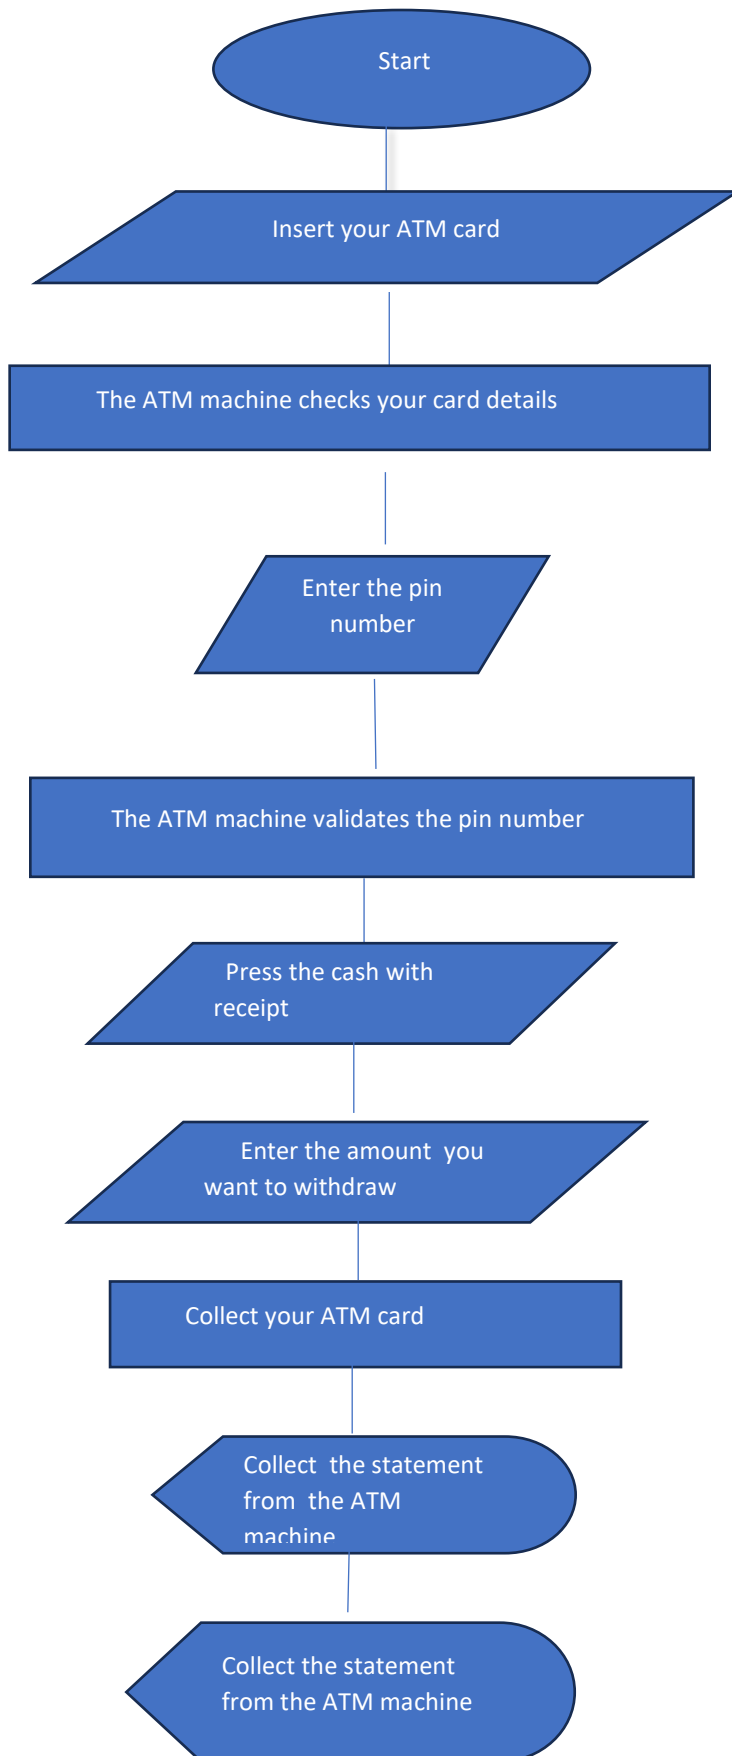 Start
Insert your ATM card
The ATM machine checks your card details
Enter the pin
number
The ATM machine validates the pin number
Press the cash with
receipt
Enter the amount  you
want to withdraw
Collect your ATM card
Collect  the statement
from  the ATM
machine
Collect the statement
from the ATM machine